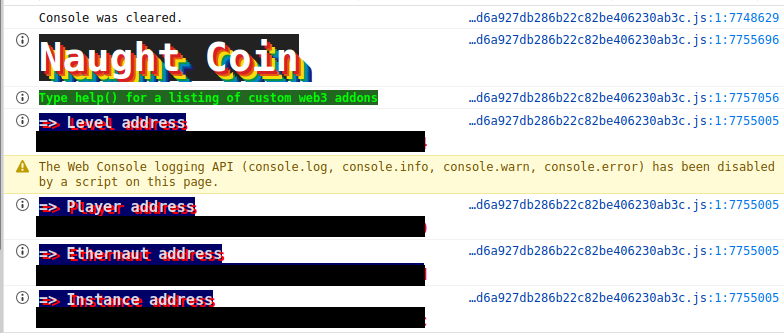 Console was cleared. …d6a927db286b22c82be406230ab3c.js:1:7748629
Naught Coin …d6a927db286b22c82be406230ab3c.js:1:7755696
Type help() for a listing of custom web3 addons …d6a927db286b22c82be406230ab3c.js:1:7757056
=> Level address …d6a927db286b22c82be406230ab3c.js:1:7755005
The Web Console logging API (console.log, console.info, console.warn, console.error) has been disabled
by a script on this page.
=> Player address …d6a927db286b22c82be406230ab3c.js:1:7755005
=> Ethernaut address …d6a927db286b22c82be406230ab3c.js:1:7755005
=> Instance address …d6a927db286b22c82be406230ab3c.js:1:7755005